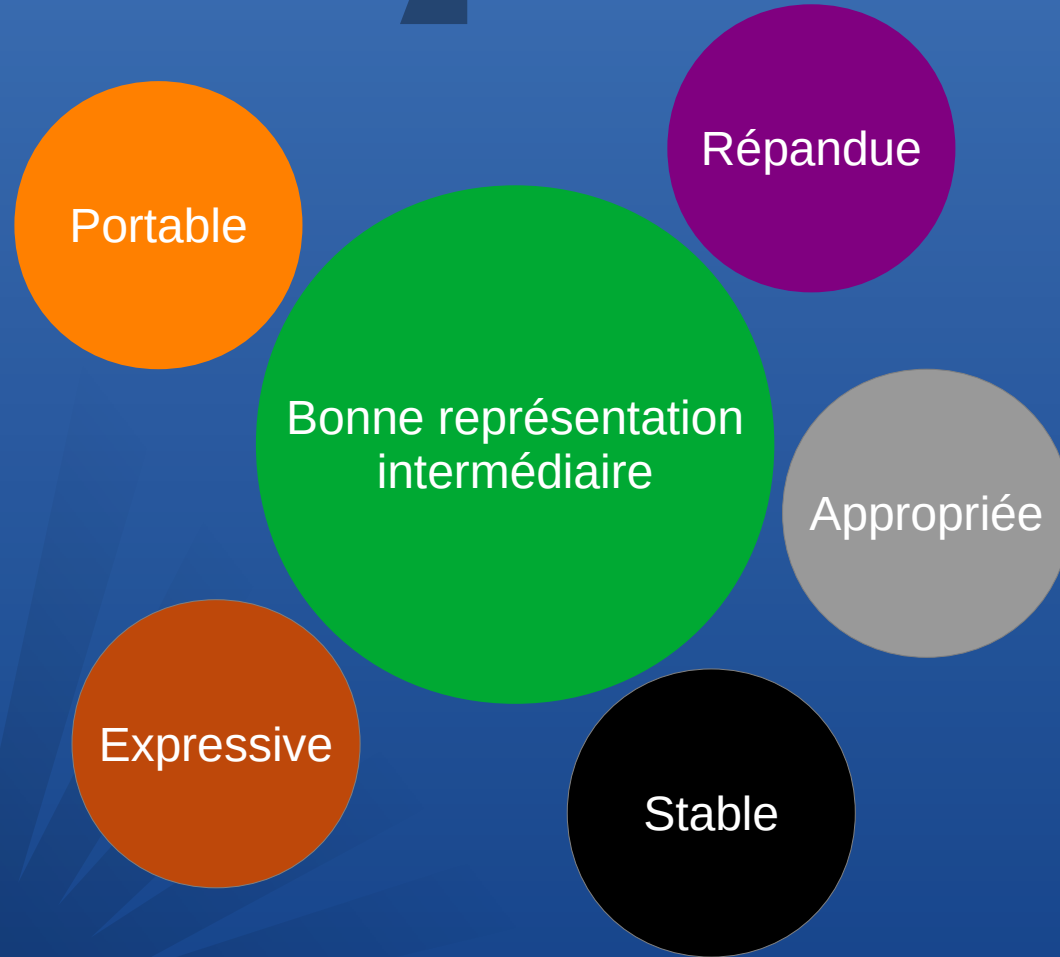 Répandue
Portable
Bonne représentation
intermédiaire
Appropriée
Expressive
Stable